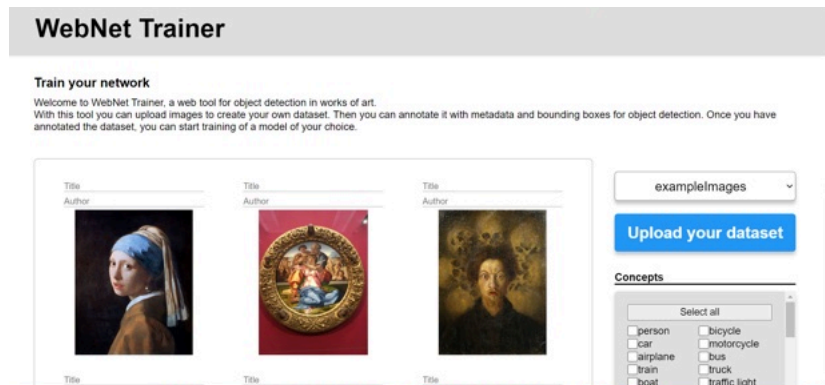 WebNet Trainer
Train your network
Welcome to WebNet Trainer, a web tool for object detection in works of art.
With this tool you can upload images to create your own dataset. Then you can annotate it with metadata and bounding boxes for object detection. Once you have
annotated the dataset, you can start training of a model of your choice.
Title Title Title
Author Author Author
exampleImages
Upload your dataset
Concepts
Select all
person bicycle
car motorcycle
airplane bus
train truck
boat traffic light
Title Title Title